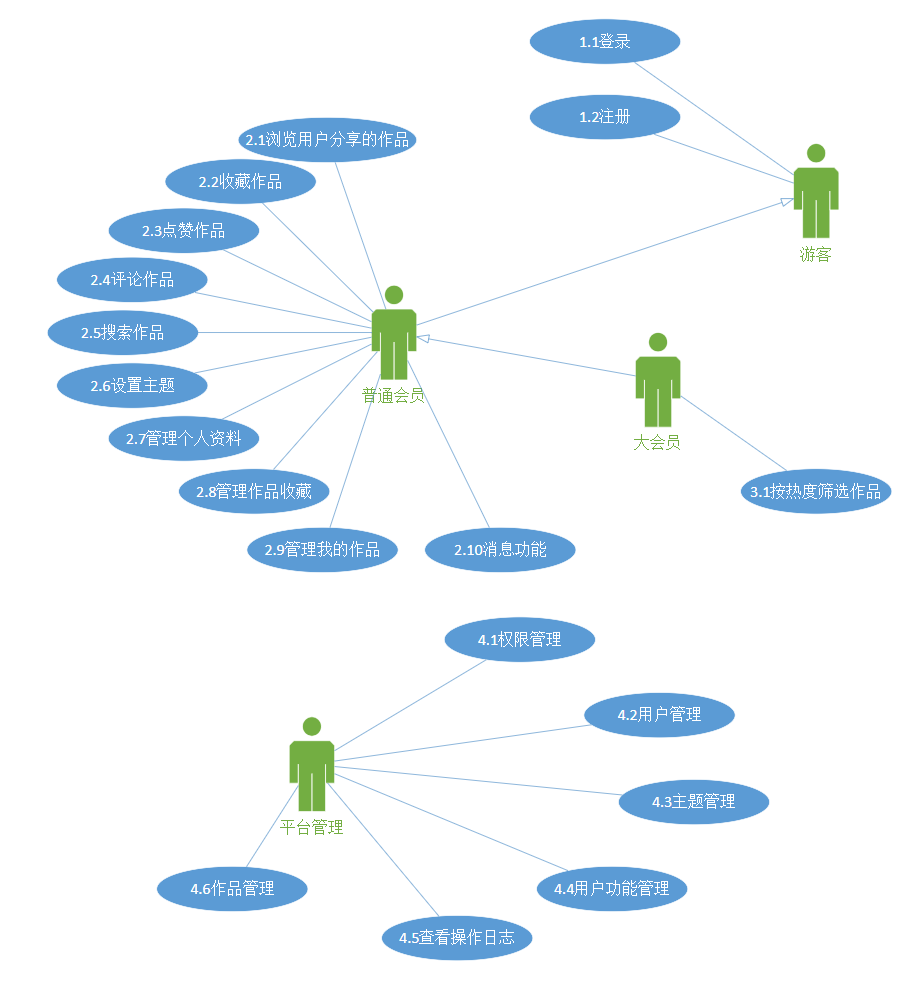 1.1登录
1.2注册
游客
2.1浏览用户分享的作品
2.2收藏作品
2.3点赞作品
2.4评论作品
2.5搜索作品
2.6设置主题
2.7管理个人资料
2.8管理作品收藏
2.9管理我的作品
2.10消息功能
普通会员
大会员
3.1按热度筛选作品
4.1权限管理
4.2用户管理
4.3主题管理
平台管理
4.4用户功能管理
4.5查看操作日志
4.6作品管理